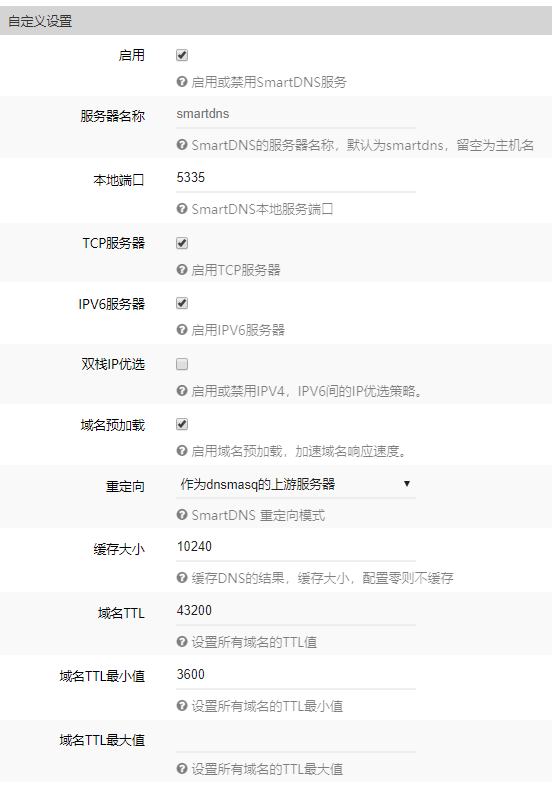 自定义设置
启用
启用或禁用SmartDNS服务
服务器名称 smartdns
SmartDNS的服务器名称，默认为smartdns，留空为主机名
本地端口 5335
SmartDNS本地服务端口
TCP服务器
启用TCP服务器
IPV6服务器
启用IPV6服务器
双栈IP优选
启用或禁用IPV4，IPV6间的IP优选策略。
域名预加载
启用域名预加载，加速域名响应速度。
重定向 作为dnsmasq的上游服务器
SmartDNS 重定向模式
缓存大小 10240
缓存DNS的结果，缓存大小，配置零则不缓存
域名TTL 43200
设置所有域名的TTL值
域名TTL最小值 3600
设置所有域名的TTL最小值
域名TTL最大值
设置所有域名的TTL最大值